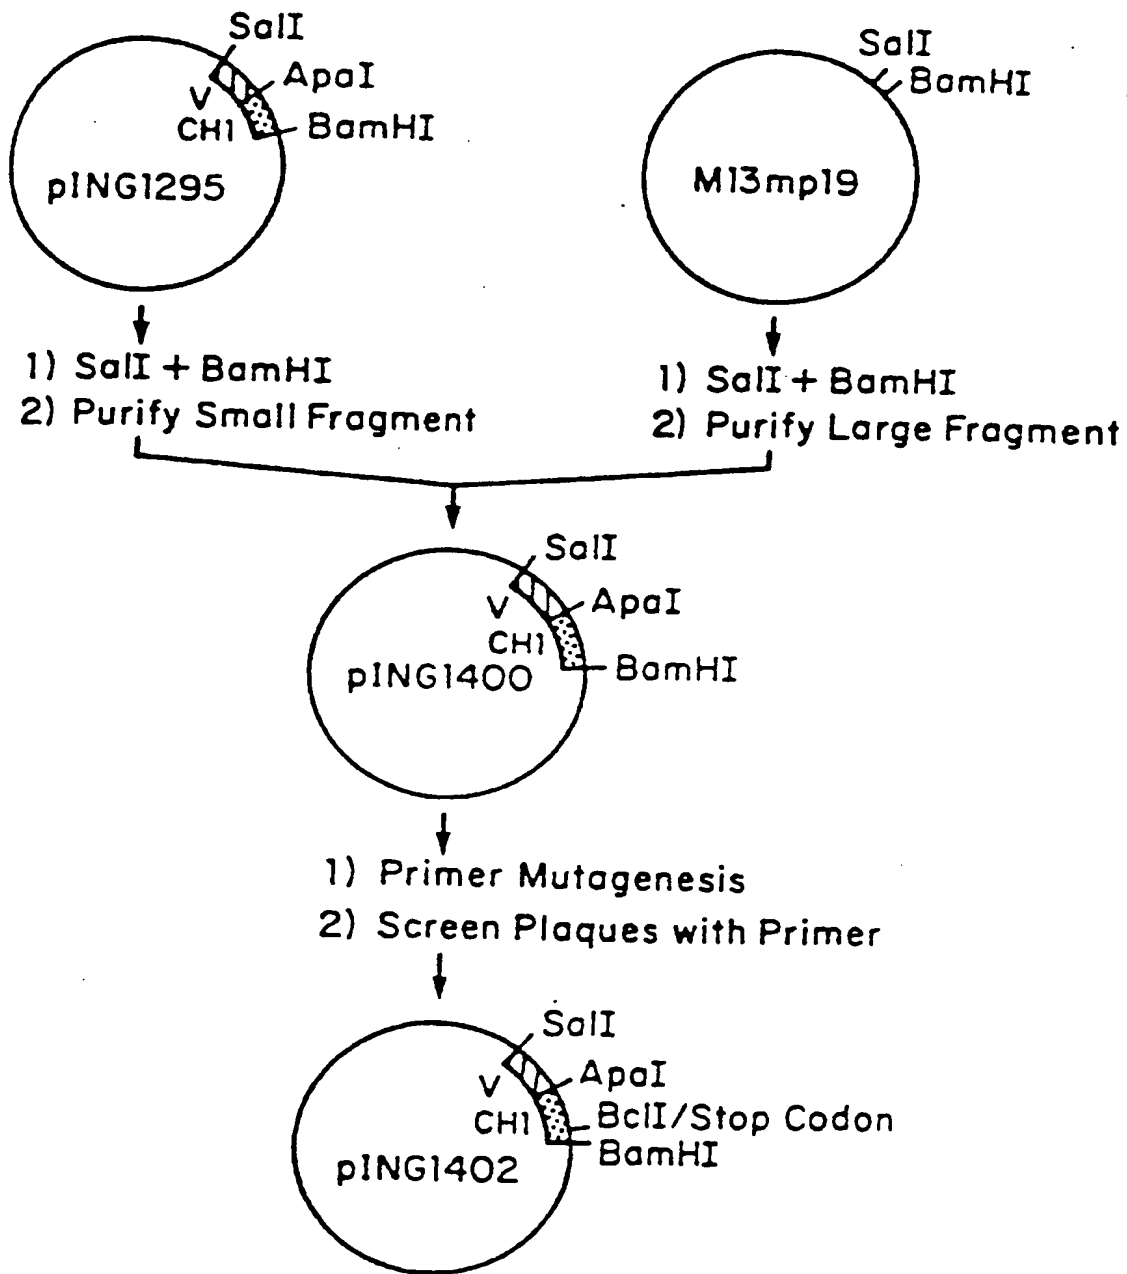 SalI
ApaI
V
CH1
BamHI
pING1295
SalI
BamHI
M13mp19
1) SalI + BamHI
2) Purify Small Fragment
1) SalI + BamHI
2) Purify Large Fragment
SalI
ApaI
V
CH1
BamHI
pING1400
1) Primer Mutagenesis
2) Screen Plaques with Primer
SalI
ApaI
V
CH1
BclI/Stop Codon
BamHI
pING1402